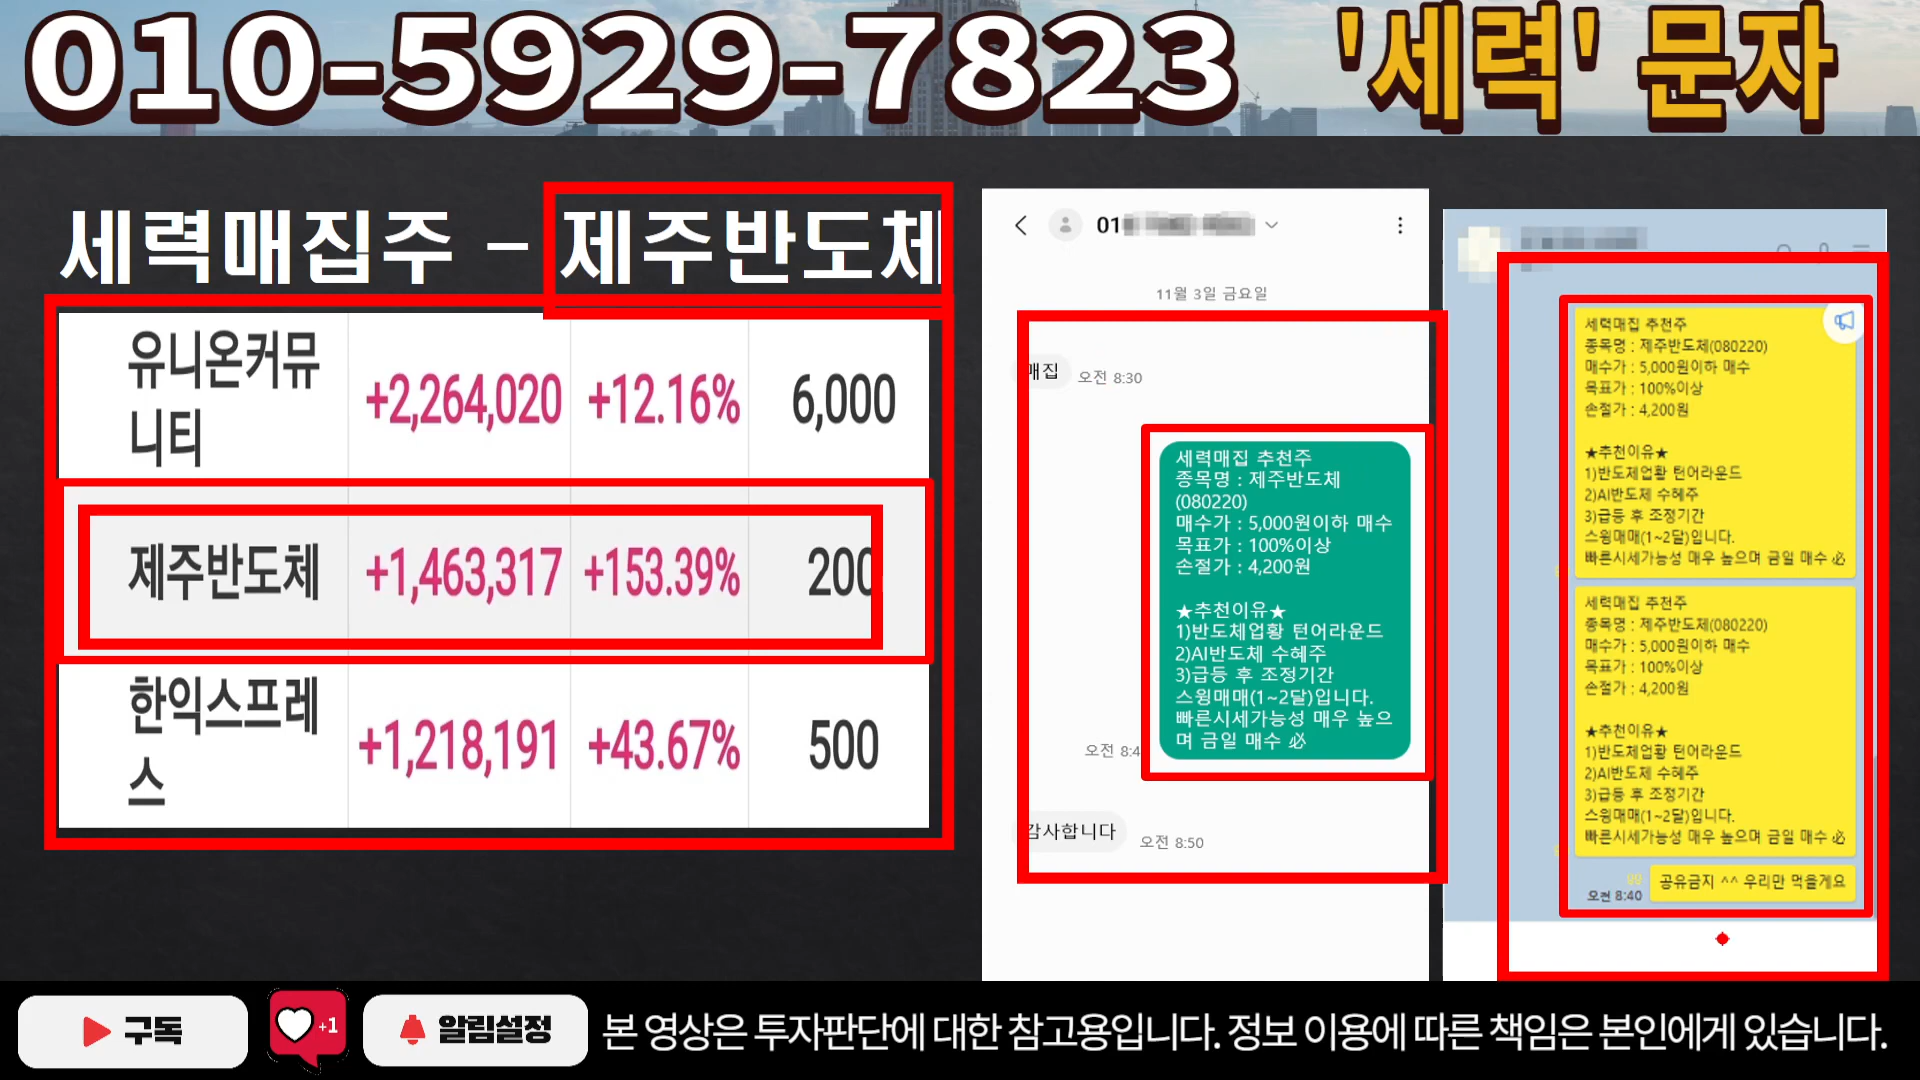 010-5929-7823 '세력' 문자
세력매집주 - 제주반도체
유니온커뮤
니티
+2,264,020 +12.16% 6,000
제주반도체 +1,463,317 +153.39% 200
한익스프레
스
+1,218,191 +43.67% 500
01
11월 3일 금요일
매집 오전 8:30
세력매집 추천주
종목명 : 제주반도체
(080220)
매수가 : 5,000원이하 매수
목표가 : 100%이상
손절가 : 4,200원
★추천이유★
1)반도체업황 턴어라운드
2)AI반도체 수혜주
3)급등 후 조정기간
스윙매매(1~2달)입니다.
빠른시세가능성 매우 높으
며 금일 매수 必
오전 8:4
감사합니다 오전 8:50
세력매집 추천주
종목명 : 제주반도체(080220)
매수가 : 5,000원이하 매수
목표가 : 100%이상
손절가 : 4,200원
★추천이유★
1)반도체업황 턴어라운드
2)AI반도체 수혜주
3)급등 후 조정기간
스윙매매(1~2달)입니다.
빠른시세가능성 매우 높으며 금일 매수 必
세력매집 추천주
종목명 : 제주반도체(080220)
매수가 : 5,000원이하 매수
목표가 : 100%이상
손절가 : 4,200원
★추천이유★
1)반도체업황 턴어라운드
2)AI반도체 수혜주
3)급등 후 조정기간
스윙매매(1~2달)입니다.
빠른시세가능성 매우 높으며 금일 매수 必
오전 8:40 공유금지 ^^ 우리만 먹을게요
구독 +1 알림설정 본 영상은 투자판단에 대한 참고용입니다. 정보 이용에 따른 책임은 본인에게 있습니다.